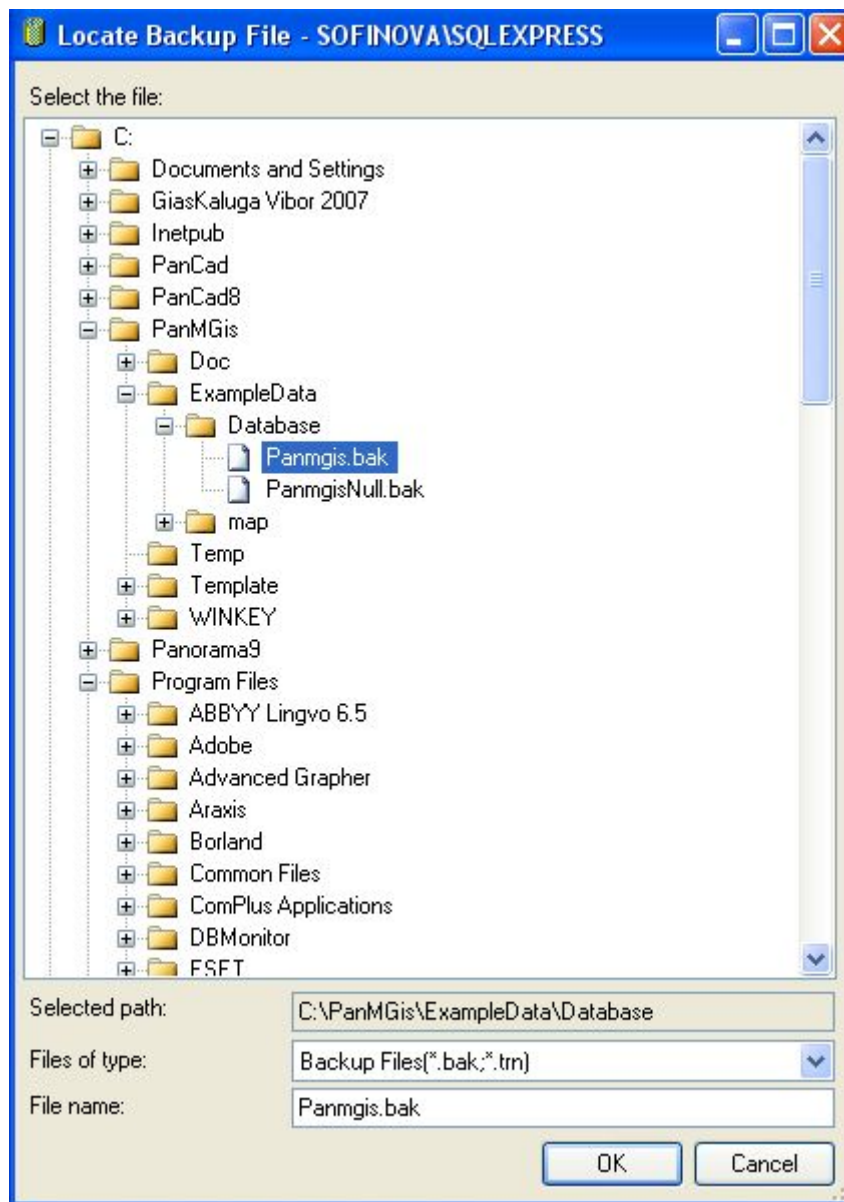 Locate Backup File - SOFINOVA\SQLEXPRESS
Select the file:
C:
Documents and Settings
GiasKaluga Vibor 2007
Inetpub
PanCad
PanCad8
PanMGis
Doc
ExampleData
Database
Panmgis.bak
PanmgisNull.bak
map
Temp
Template
WINKEY
Panorama9
Program Files
ABBYY Lingvo 6.5
Adobe
Advanced Grapher
Araxis
Borland
Common Files
ComPlus Applications
DBMonitor
ESET
Selected path: C:\PanMGis\ExampleData\Database
Files of type: Backup Files(*.bak;*.trn)
File name: Panmgis.bak
OK Cancel